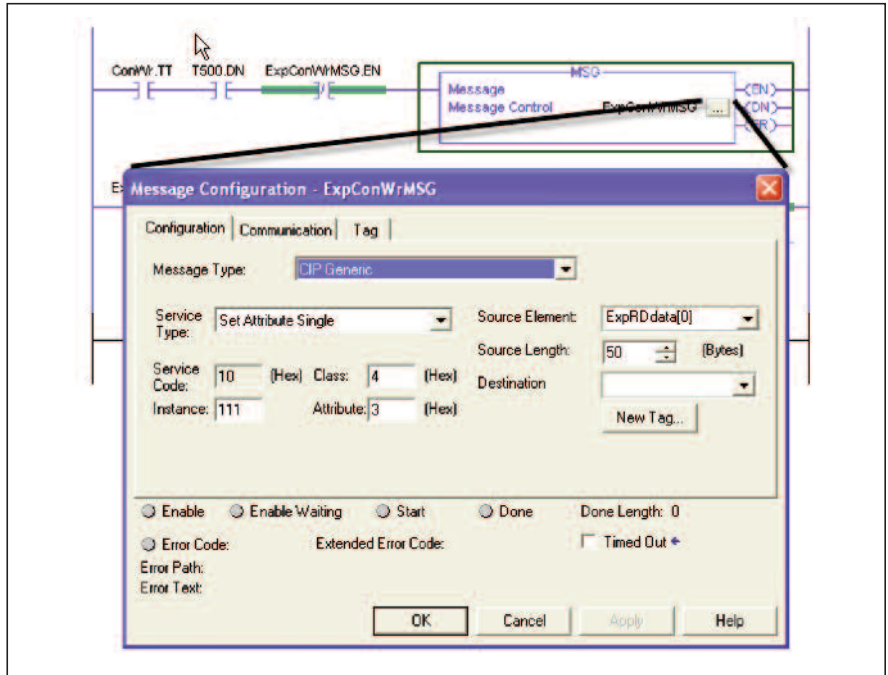 ConWr.TT T500.DN ExpConWrMSG.EN
MSG
Message
Message Control ExpConWrMSG ...
EN
DN
ER
Message Configuration - ExpConWrMSG
Configuration Communication Tag
Message Type: CIP Generic
Service Type: Set Attribute Single
Source Element: ExpRDdata[0]
Source Length: 50 (Bytes)
Service Code: 10 (Hex) Class: 4 (Hex)
Destination
Instance: 111 Attribute: 3 (Hex)
New Tag...
Enable Enable Waiting Start Done Done Length: 0
Error Code: Extended Error Code: Timed Out
Error Path:
Error Text:
OK Cancel Apply Help